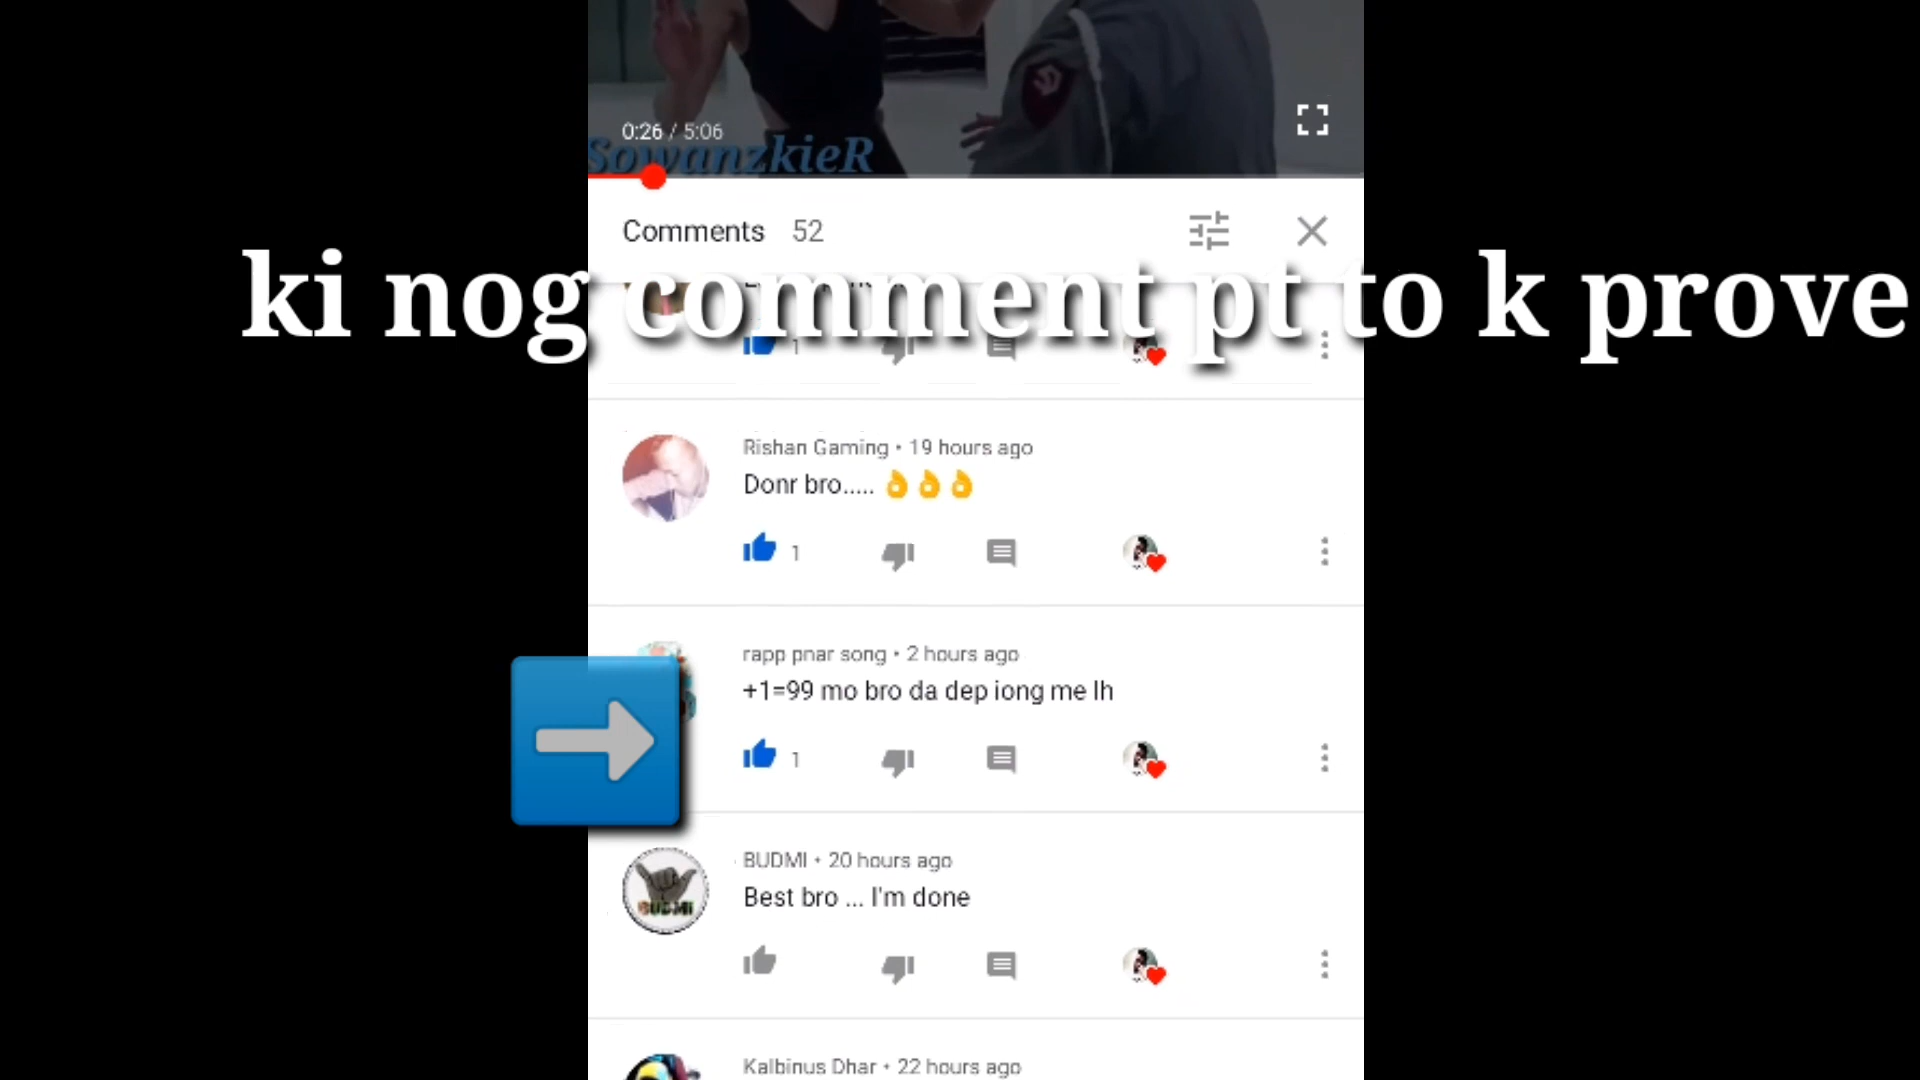 0:26 / 5:06
SowanzkieR
Comments 52
ki nog comment pt to k prove
1
Rishan Gaming • 19 hours ago
Donr bro..... 👌👌👌
1
rapp pnar song • 2 hours ago
+1=99 mo bro da dep iong me lh
1
BUDMI • 20 hours ago
Best bro ... I'm done
BUDMI
Kalbinus Dhar • 22 hours ago